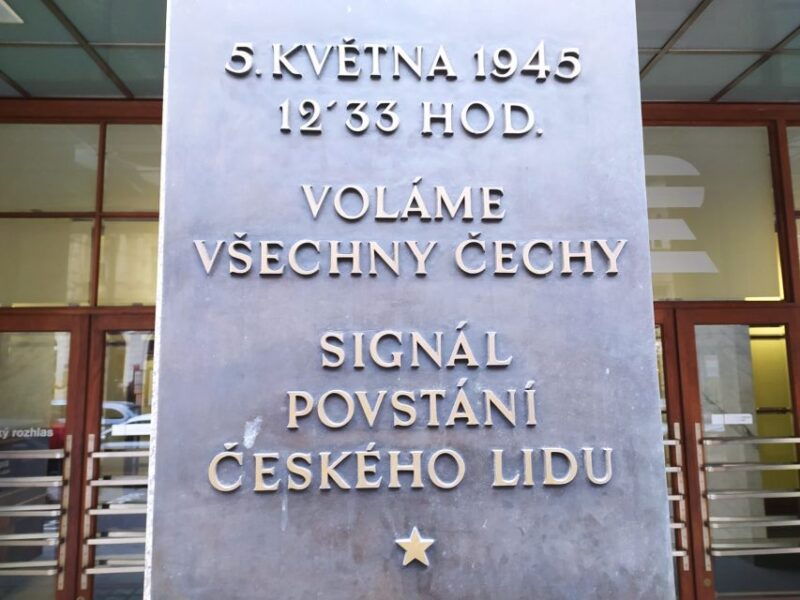 5. KVĚTNA 1945
12´33 HOD.
VOLÁME
VŠECHNY ČECHY
SIGNÁL
POVSTÁNÍ
ČESKÉHO LIDU
ký rozhlas